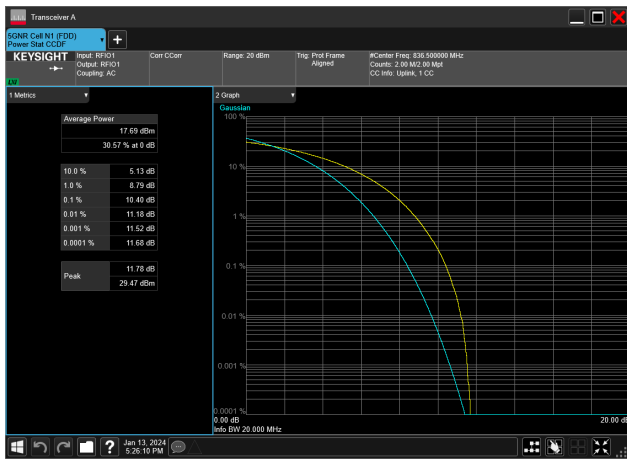 Transceiver A
5GNR Cell N1 (FDD)
Power Stat CCDF
KEYSIGHT
Input: RFIO1
Output: RFIO1
Coupling: AC
Corr CCorr
Range: 20 dBm
Trig: Prot Frame
Aligned
#Center Freq: 836.500000 MHz
Counts: 2.00 M/2.00 Mpt
CC Info: Uplink, 1 CC
1 Metrics
Average Power
17.69 dBm
30.57 % at 0 dB
10.0 % 5.13 dB
1.0 % 8.79 dB
0.1 % 10.40 dB
0.01 % 11.18 dB
0.001 % 11.52 dB
0.0001 % 11.68 dB
Peak
11.78 dB
29.47 dBm
2 Graph
Gaussian
100 %
10 %
1 %
0.1 %
0.01 %
0.001 %
0.0001 %
0.00 dB
20.00 dB
Info BW 20.000 MHz
Jan 13, 2024
5:26:10 PM